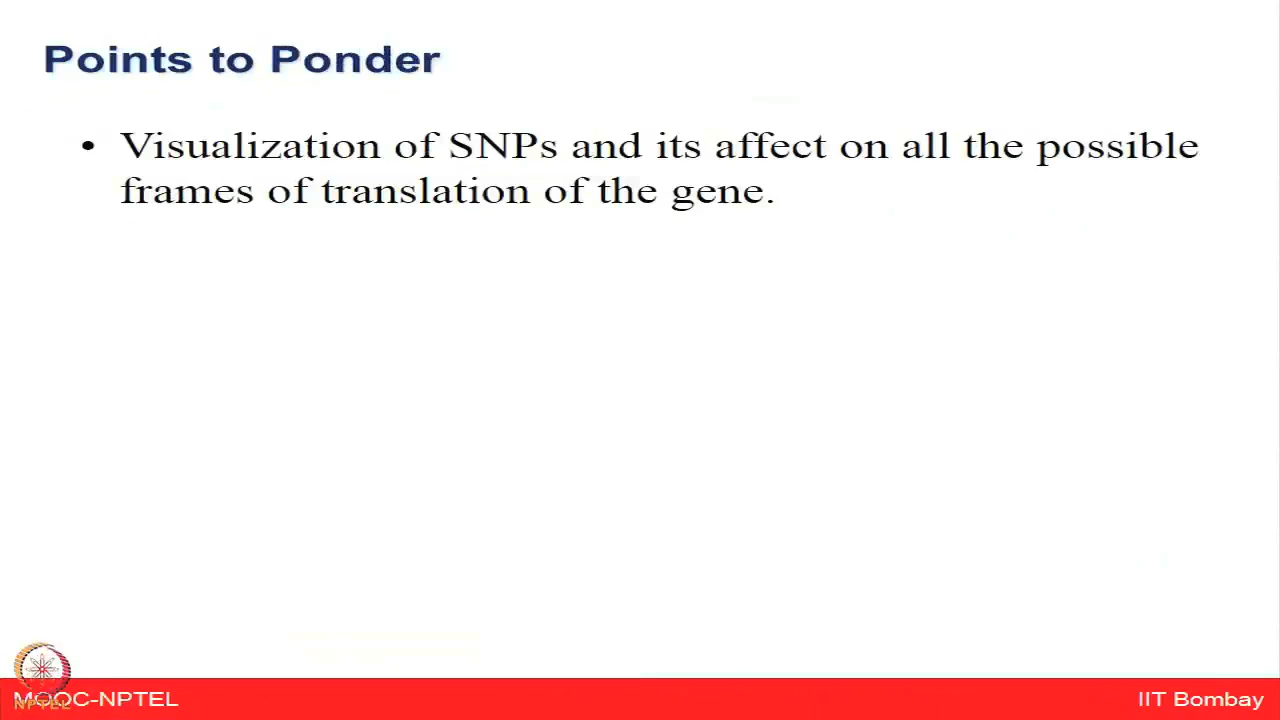 Points to Ponder
• Visualization of SNPs and its affect on all the possible
frames of translation of the gene.
MOOC-NPTEL
NPTEL
IIT Bombay